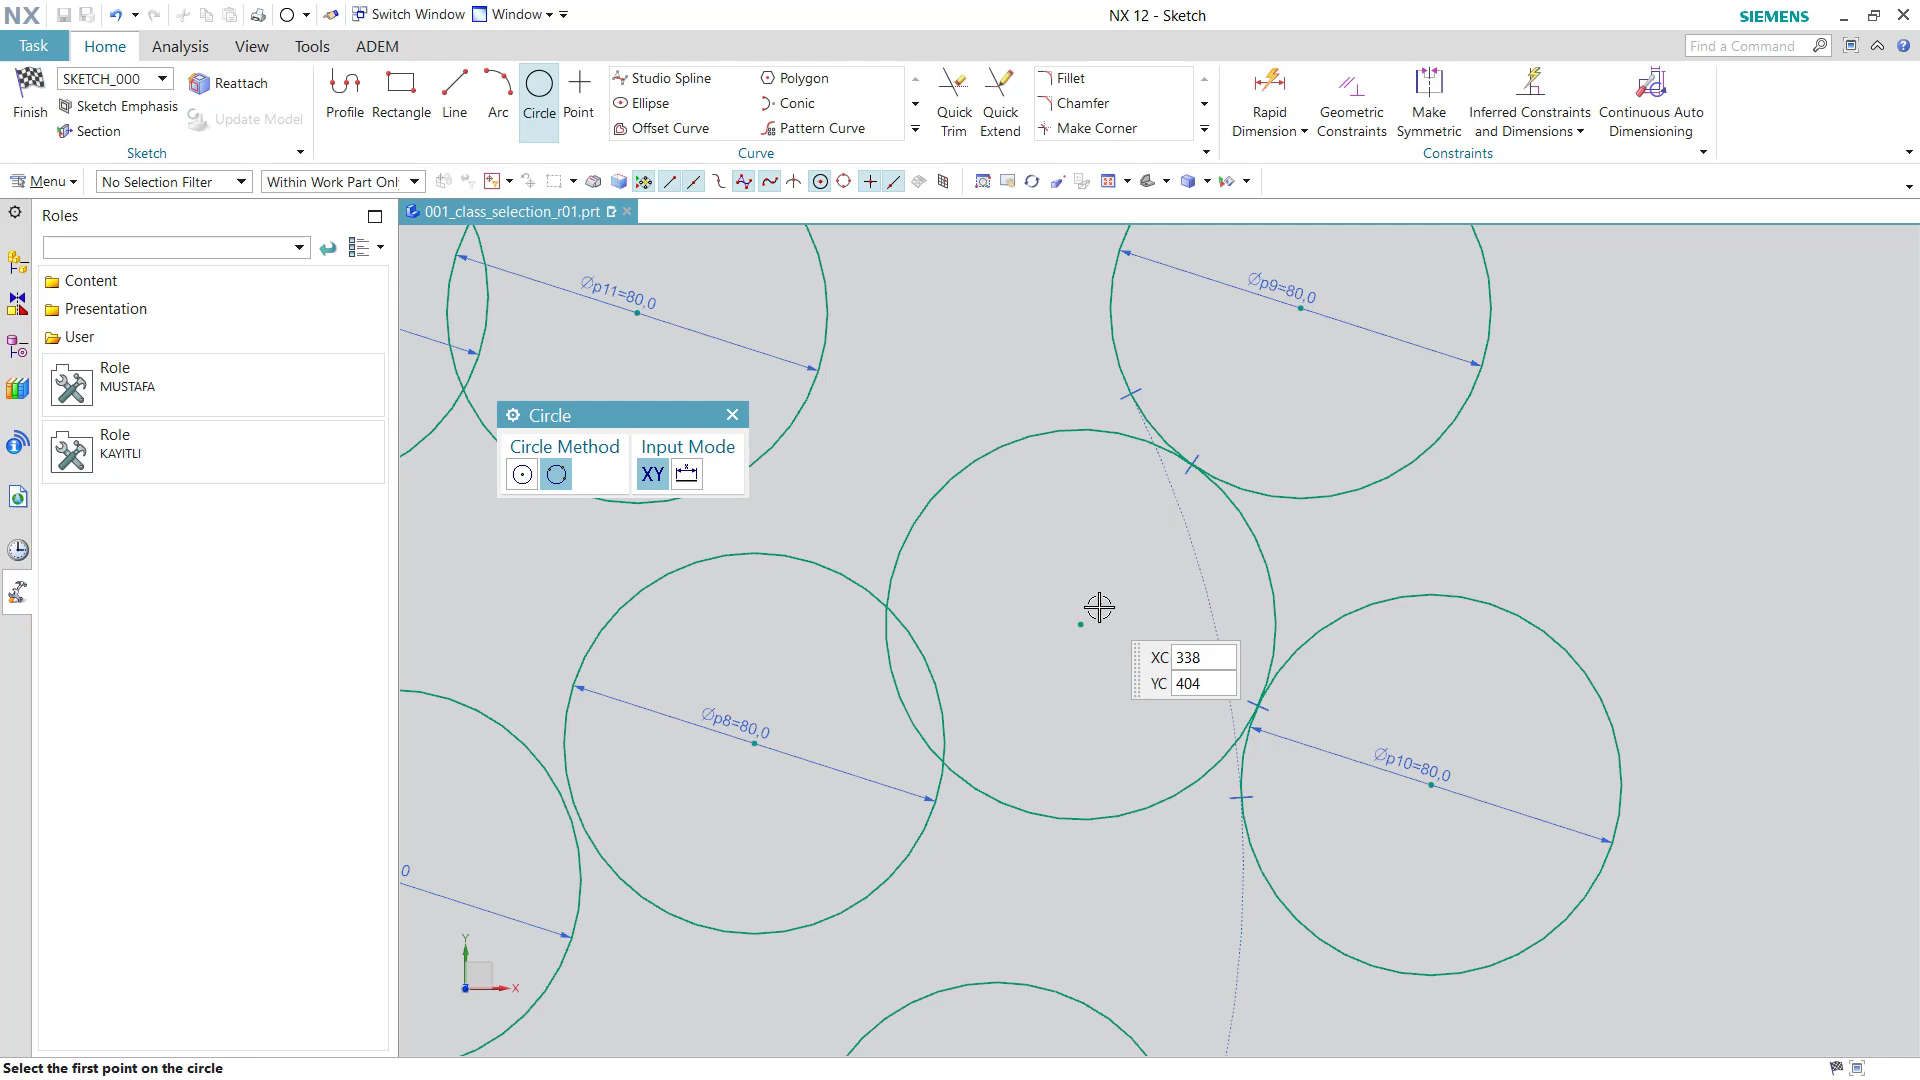 NX
Switch Window
Window
NX 12 - Sketch
SIEMENS
Task
Home
Analysis
View
Tools
ADEM
Find a Command
Finish
SKETCH_000
Sketch Emphasis
Section
Reattach
Update Model
Sketch
Profile
Rectangle
Line
Arc
Circle
Point
Studio Spline
Ellipse
Offset Curve
Polygon
Conic
Pattern Curve
Curve
Quick
Trim
Quick
Extend
Fillet
Chamfer
Make Corner
Rapid
Dimension
Geometric
Constraints
Make
Symmetric
Inferred Constraints
and Dimensions
Continuous Auto
Dimensioning
Constraints
Menu
No Selection Filter
Within Work Part Onl
Roles
001_class_selection_r01.prt
Content
Presentation
User
Role
MUSTAFA
Role
KAYITLI
∅p11=80,0
∅p9=80,0
Circle
Circle Method
Input Mode
XY
XC 338
YC 404
∅p8=80,0
∅p10=80,0
0
Y
X
Select the first point on the circle